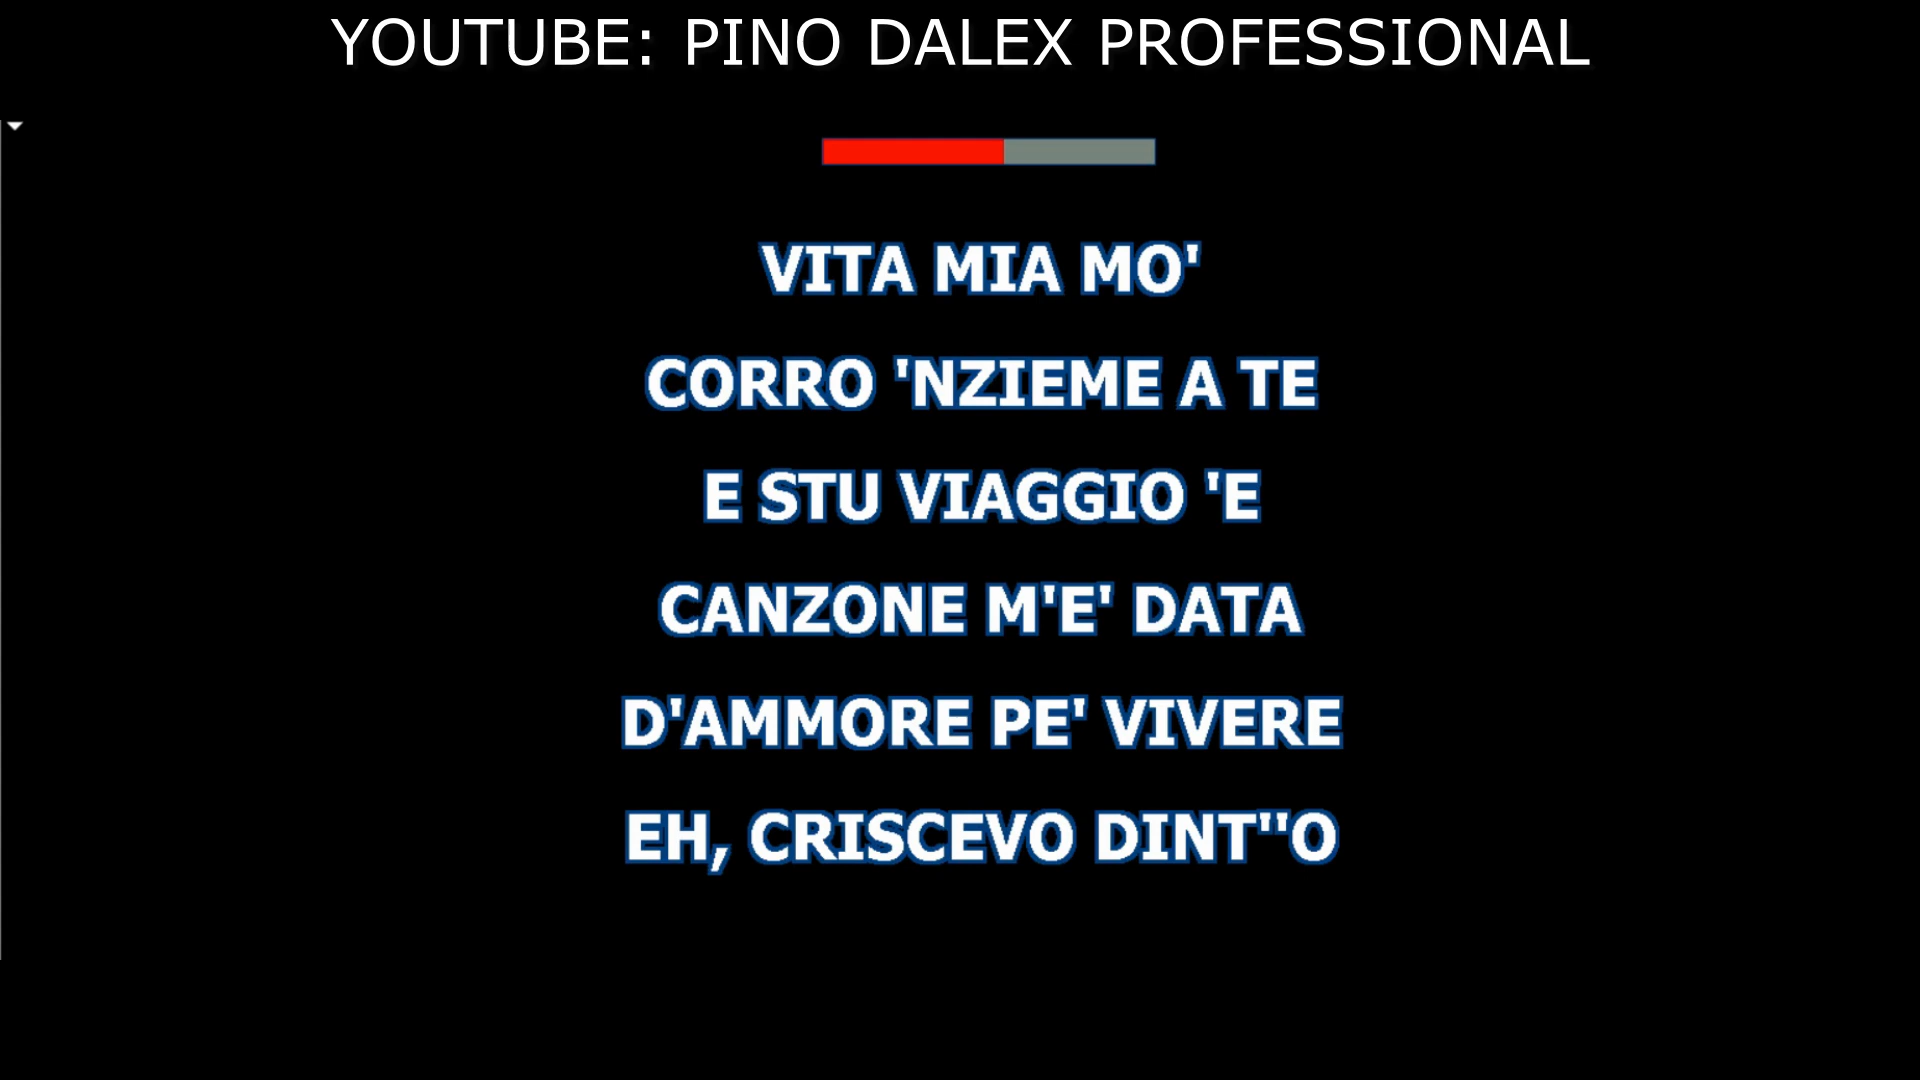 YOUTUBE: PINO DALEX PROFESSIONAL
VITA MIA MO'
CORRO 'NZIEME A TE
E STU VIAGGIO 'E
CANZONE M'E' DATA
D'AMMORE PE' VIVERE
EH, CRISCEVO DINT''O